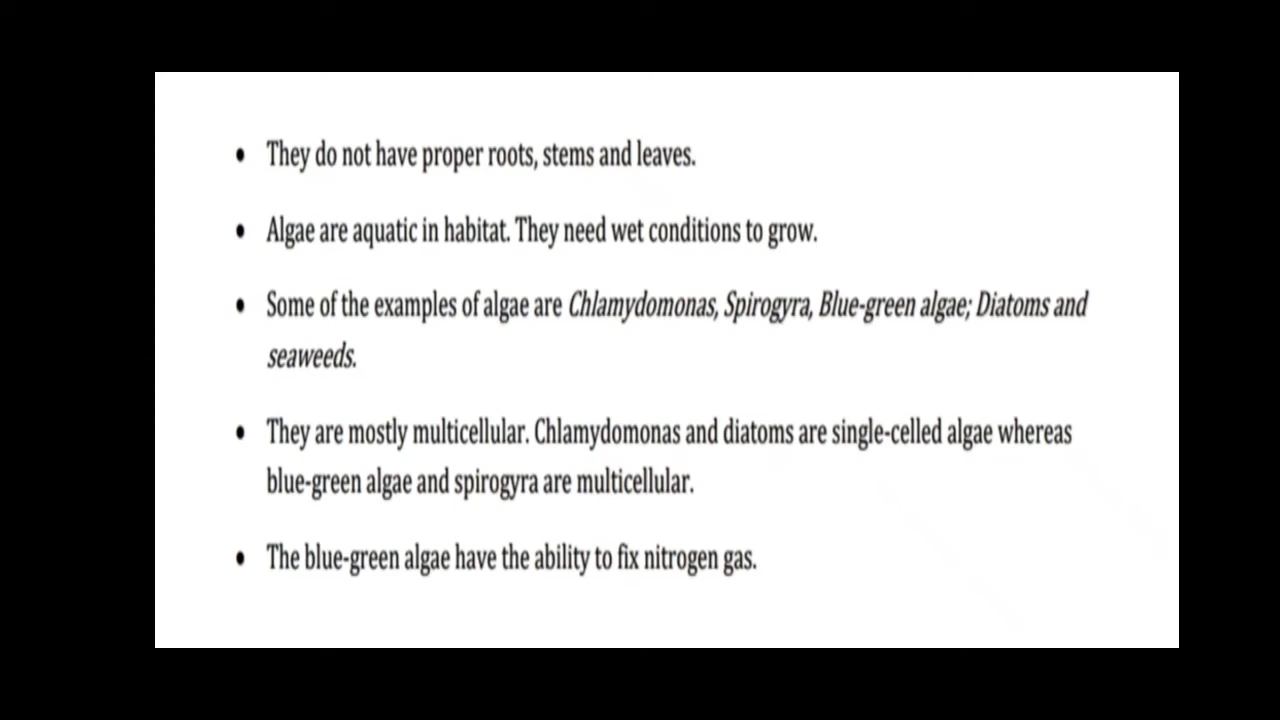 • They do not have proper roots, stems and leaves.
• Algae are aquatic in habitat. They need wet conditions to grow.
• Some of the examples of algae are Chlamydomonas, Spirogyra, Blue-green algae; Diatoms and
seaweeds.
• They are mostly multicellular. Chlamydomonas and diatoms are single-celled algae whereas
blue-green algae and spirogyra are multicellular.
• The blue-green algae have the ability to fix nitrogen gas.